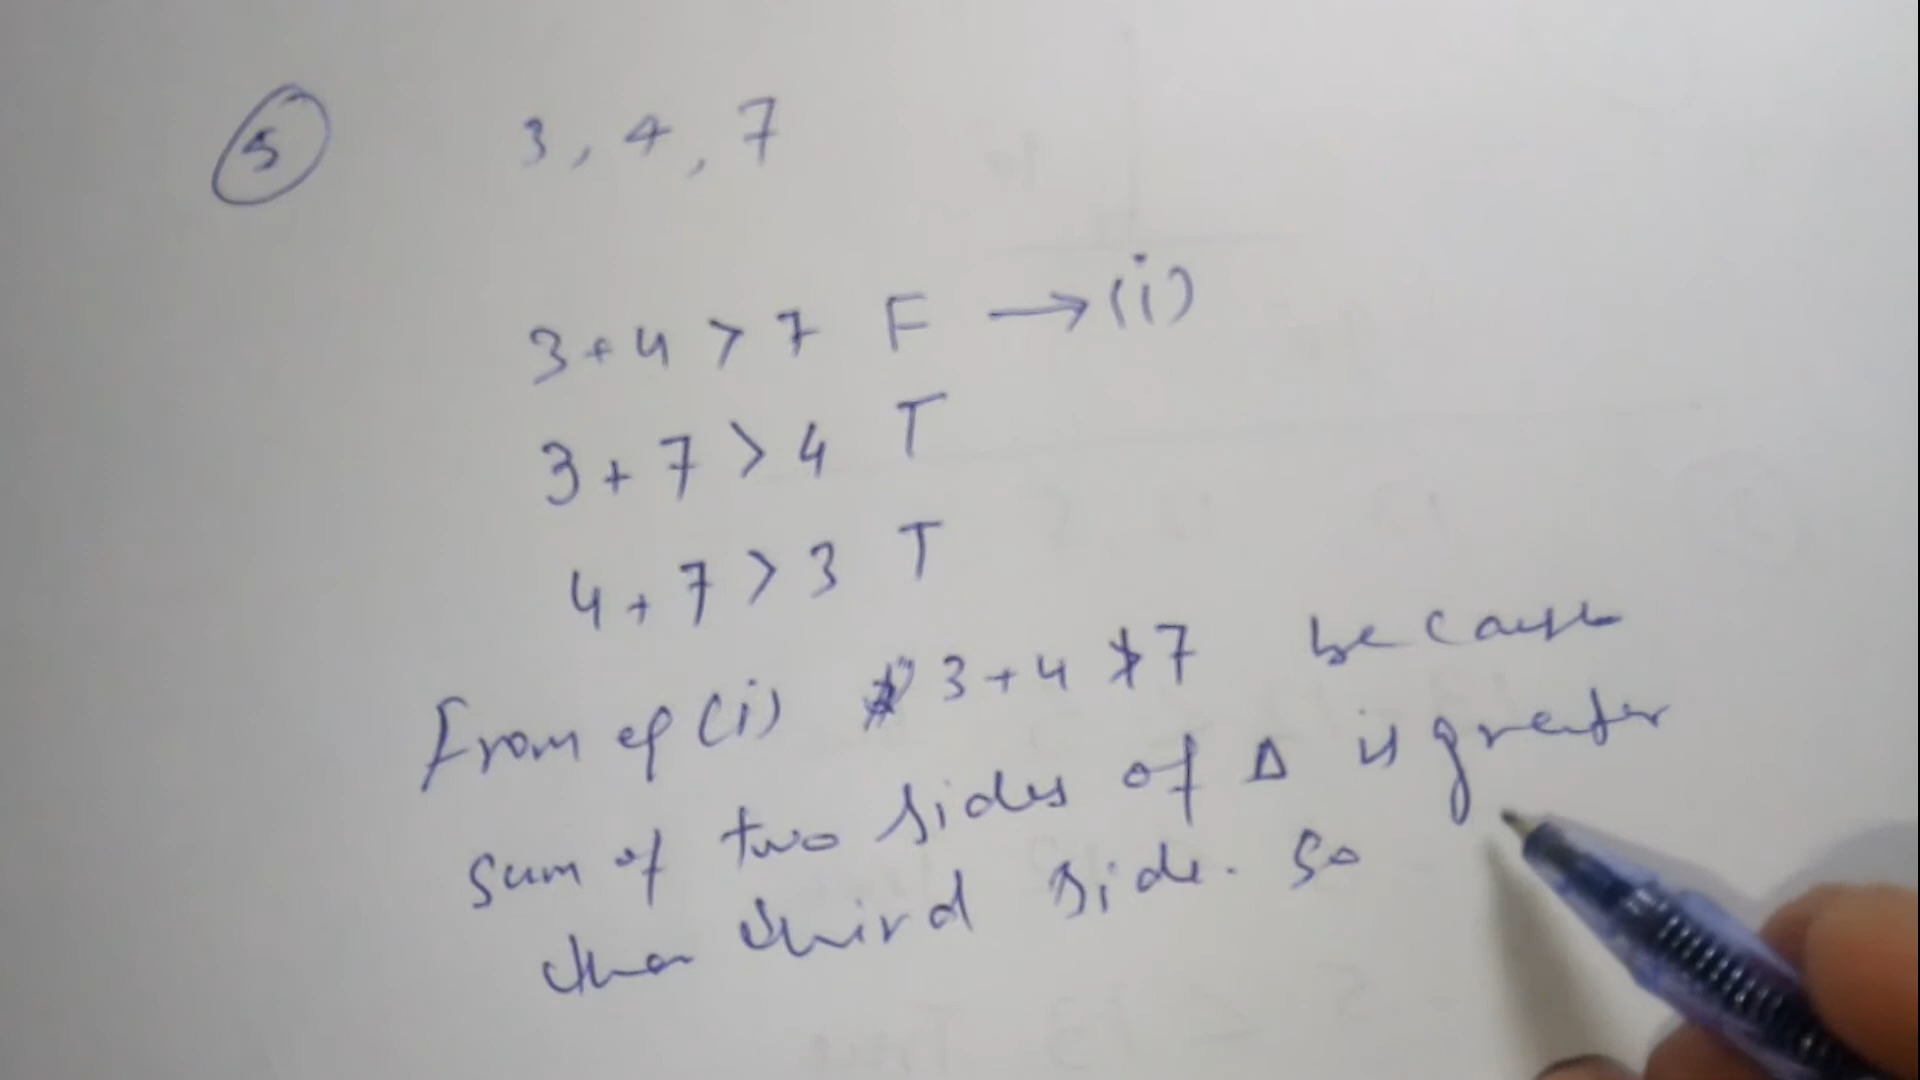 5 3, 4, 7
3+4 > 7 F → (i)
3+7 > 4 T
4+7 > 3 T
From eq (i) 3+4 ≯ 7 because
sum of two sides of Δ is greater
than third side. So